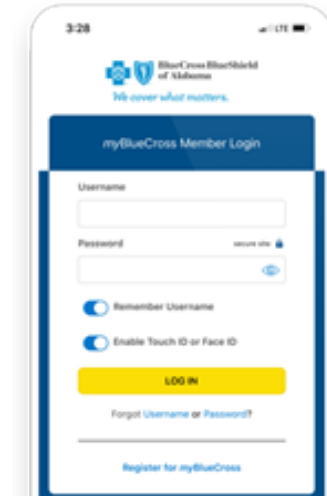 3:28 LTE
BlueCross BlueShield
of Alabama
We cover what matters.
myBlueCross Member Login
Username
Password secure site
Remember Username
Enable Touch ID or Face ID
LOG IN
Forgot Username or Password?
Register for myBlueCross